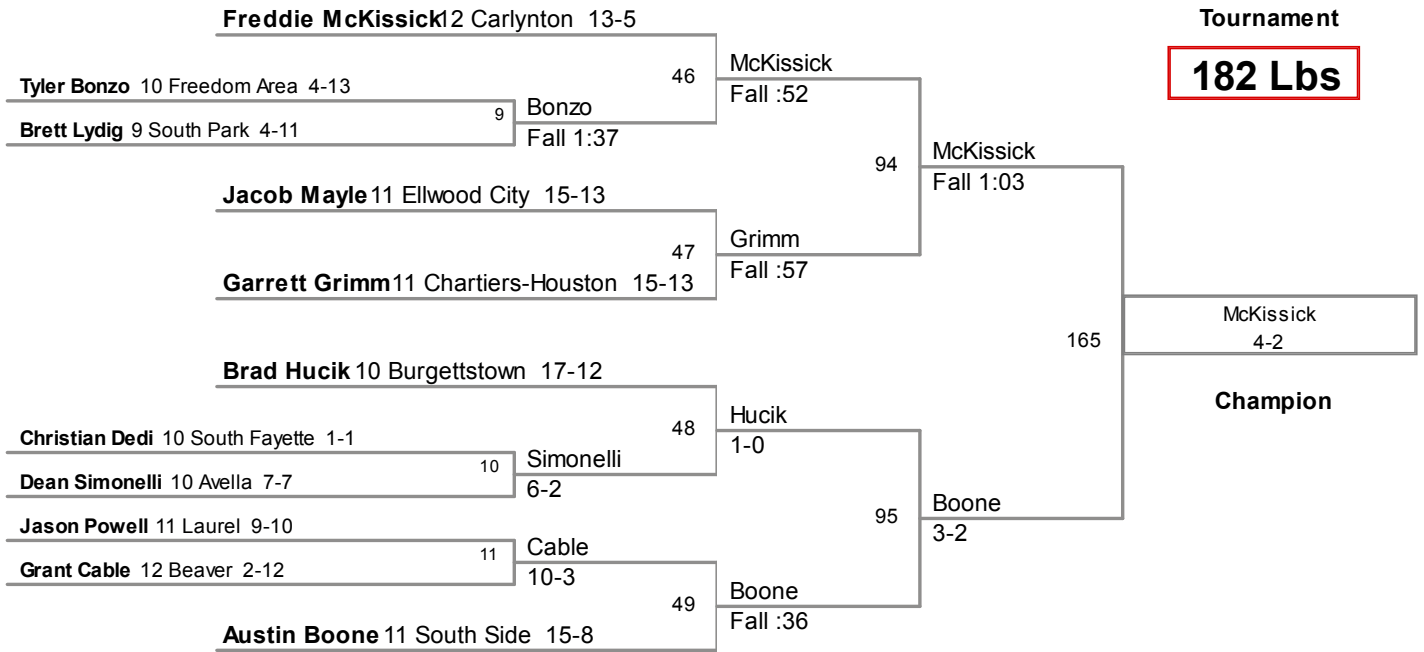 Freddie McKissick 12 Carlynton 13-5
Tournament
182 Lbs
Tyler Bonzo 10 Freedom Area 4-13
Brett Lydig 9 South Park 4-11
9
Bonzo
Fall 1:37
46
McKissick
Fall :52
Jacob Mayle 11 Ellwood City 15-13
Garrett Grimm 11 Chartiers-Houston 15-13
47
Grimm
Fall :57
94
McKissick
Fall 1:03
Brad Hucik 10 Burgettstown 17-12
Christian Dedi 10 South Fayette 1-1
Dean Simonelli 10 Avella 7-7
10
Simonelli
6-2
48
Hucik
1-0
Jason Powell 11 Laurel 9-10
Grant Cable 12 Beaver 2-12
11
Cable
10-3
Austin Boone 11 South Side 15-8
49
Boone
Fall :36
95
Boone
3-2
165
McKissick
4-2
Champion